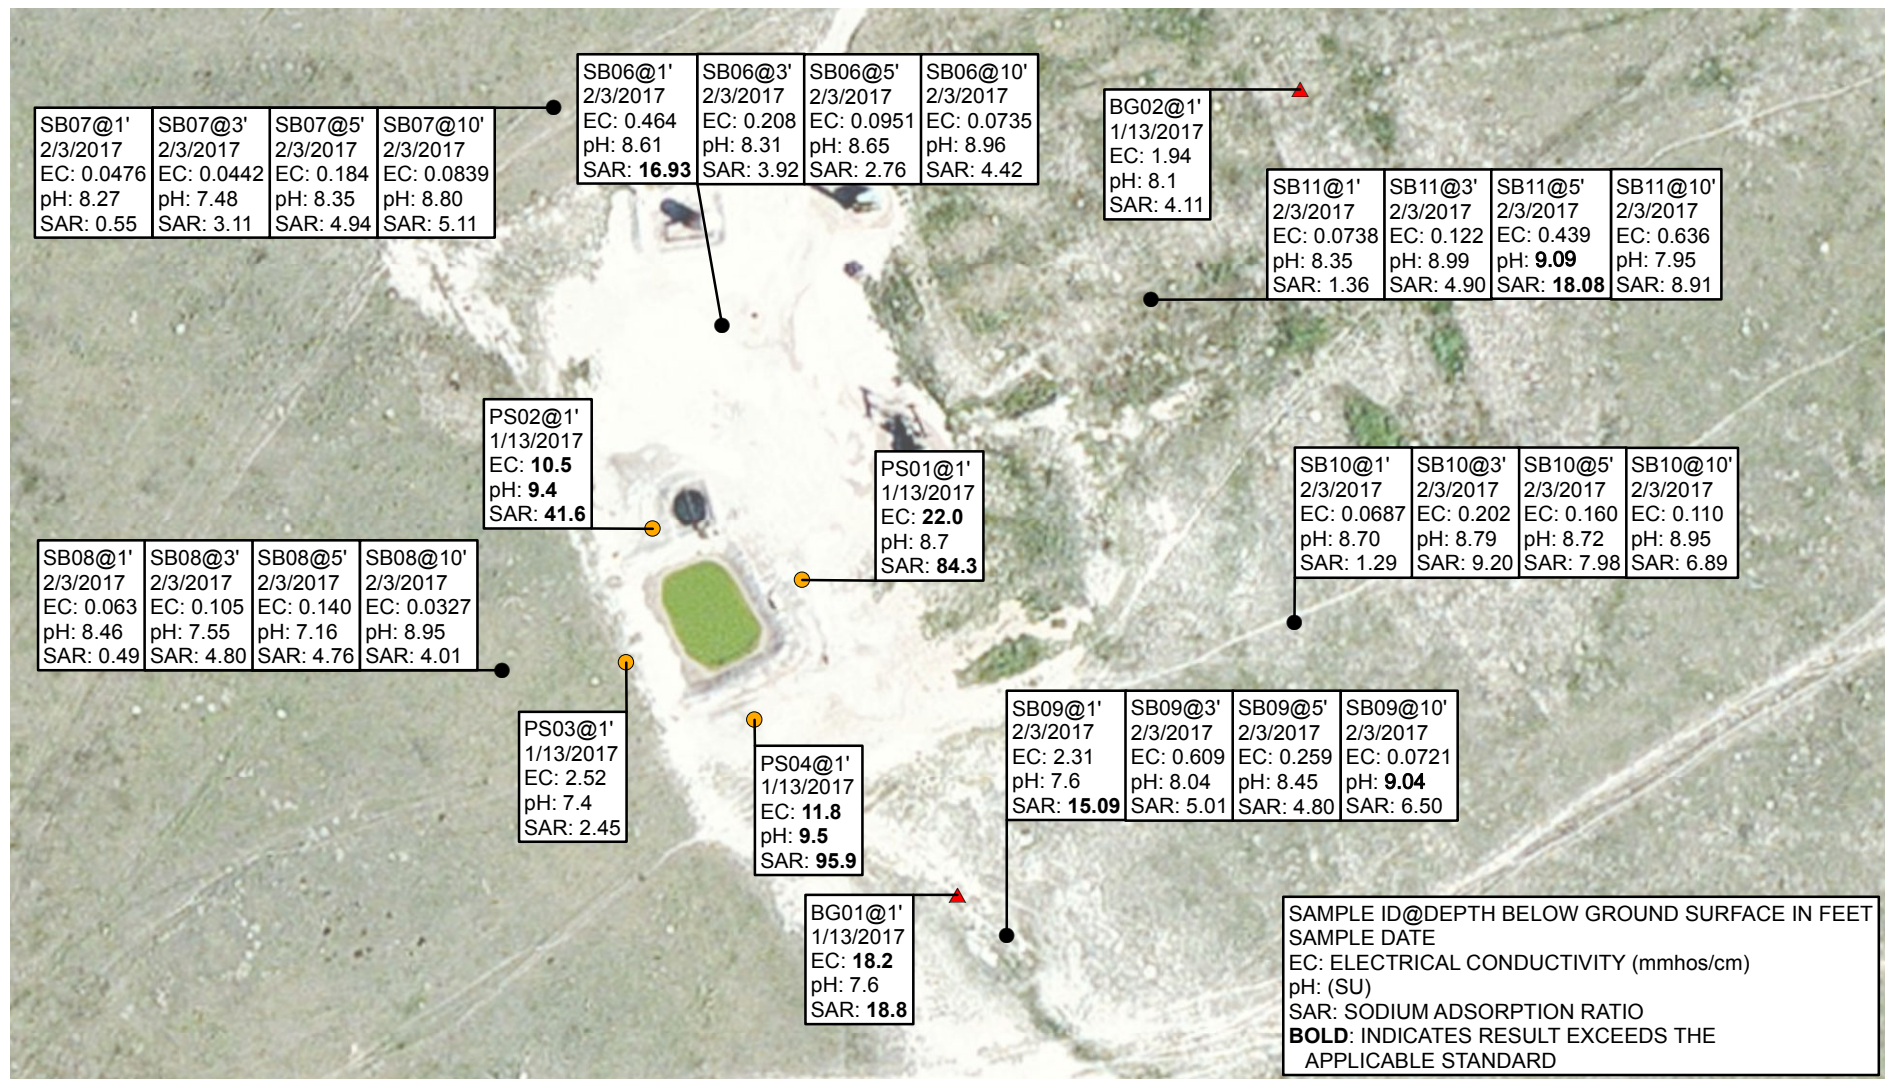 SB06@1'
2/3/2017
EC: 0.464
pH: 8.61
SAR: 16.93
SB06@3'
2/3/2017
EC: 0.208
pH: 8.31
SAR: 3.92
SB06@5'
2/3/2017
EC: 0.0951
pH: 8.65
SAR: 2.76
SB06@10'
2/3/2017
EC: 0.0735
pH: 8.96
SAR: 4.42
SB07@1'
2/3/2017
EC: 0.0476
pH: 8.27
SAR: 0.55
SB07@3'
2/3/2017
EC: 0.0442
pH: 7.48
SAR: 3.11
SB07@5'
2/3/2017
EC: 0.184
pH: 8.35
SAR: 4.94
SB07@10'
2/3/2017
EC: 0.0839
pH: 8.80
SAR: 5.11
BG02@1'
1/13/2017
EC: 1.94
pH: 8.1
SAR: 4.11
SB11@1'
2/3/2017
EC: 0.0738
pH: 8.35
SAR: 1.36
SB11@3'
2/3/2017
EC: 0.122
pH: 8.99
SAR: 4.90
SB11@5'
2/3/2017
EC: 0.439
pH: 9.09
SAR: 18.08
SB11@10'
2/3/2017
EC: 0.636
pH: 7.95
SAR: 8.91
PS02@1'
1/13/2017
EC: 10.5
pH: 9.4
SAR: 41.6
PS01@1'
1/13/2017
EC: 22.0
pH: 8.7
SAR: 84.3
SB10@1'
2/3/2017
EC: 0.0687
pH: 8.70
SAR: 1.29
SB10@3'
2/3/2017
EC: 0.202
pH: 8.79
SAR: 9.20
SB10@5'
2/3/2017
EC: 0.160
pH: 8.72
SAR: 7.98
SB10@10'
2/3/2017
EC: 0.110
pH: 8.95
SAR: 6.89
SB08@1'
2/3/2017
EC: 0.063
pH: 8.46
SAR: 0.49
SB08@3'
2/3/2017
EC: 0.105
pH: 7.55
SAR: 4.80
SB08@5'
2/3/2017
EC: 0.140
pH: 7.16
SAR: 4.76
SB08@10'
2/3/2017
EC: 0.0327
pH: 8.95
SAR: 4.01
PS03@1'
1/13/2017
EC: 2.52
pH: 7.4
SAR: 2.45
PS04@1'
1/13/2017
EC: 11.8
pH: 9.5
SAR: 95.9
SB09@1'
2/3/2017
EC: 2.31
pH: 7.6
SAR: 15.09
SB09@3'
2/3/2017
EC: 0.609
pH: 8.04
SAR: 5.01
SB09@5'
2/3/2017
EC: 0.259
pH: 8.45
SAR: 4.80
SB09@10'
2/3/2017
EC: 0.0721
pH: 9.04
SAR: 6.50
BG01@1'
1/13/2017
EC: 18.2
pH: 7.6
SAR: 18.8
SAMPLE ID@DEPTH BELOW GROUND SURFACE IN FEET
SAMPLE DATE
EC: ELECTRICAL CONDUCTIVITY (mmhos/cm)
pH: (SU)
SAR: SODIUM ADSORPTION RATIO
BOLD: INDICATES RESULT EXCEEDS THE
APPLICABLE STANDARD